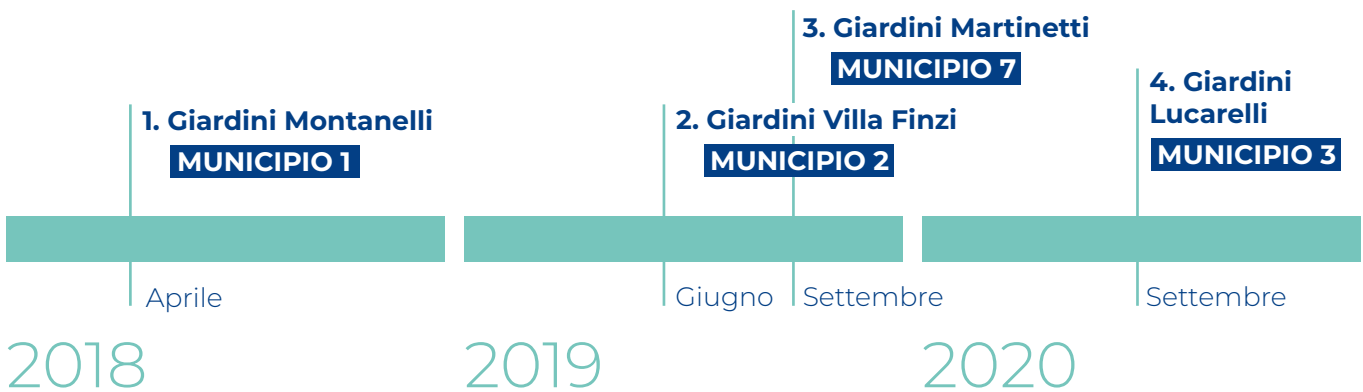 3. Giardini Martinetti
MUNICIPIO 7
4. Giardini
Lucarelli
MUNICIPIO 3
1. Giardini Montanelli
MUNICIPIO 1
2. Giardini Villa Finzi
MUNICIPIO 2
Aprile
Giugno
Settembre
Settembre
2018
2019
2020